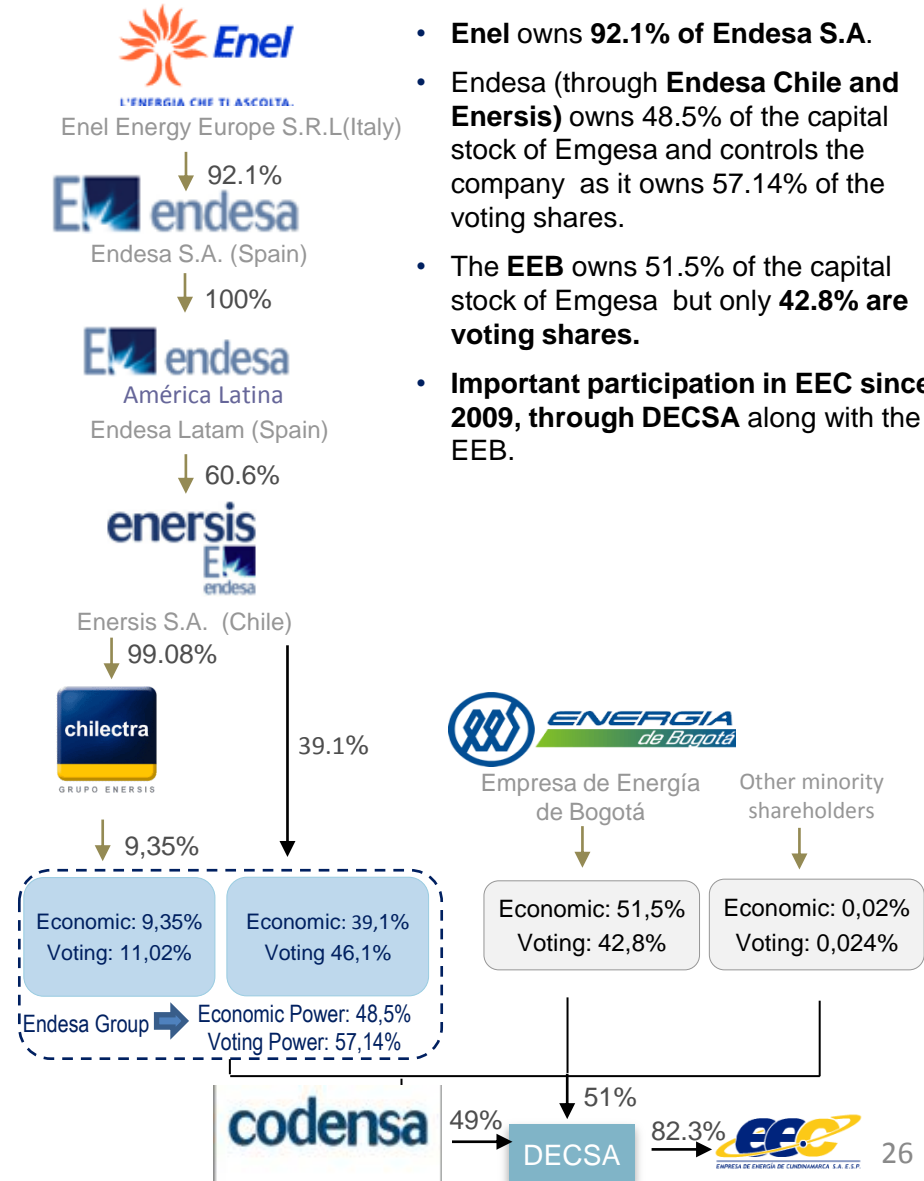 Enel
L'ENERGIA CHE TI ASCOLTA.
Enel Energy Europe S.R.L(Italy)
92.1%
endesa
Endesa S.A. (Spain)
100%
endesa
América Latina
Endesa Latam (Spain)
60.6%
enersis
endesa
Enersis S.A. (Chile)
99.08%
39.1%
chilectra
GRUPO ENERSIS
9,35%
• Enel owns 92.1% of Endesa S.A.
• Endesa (through Endesa Chile and
Enersis) owns 48.5% of the capital
stock of Emgesa and controls the
company as it owns 57.14% of the
voting shares.
• The EEB owns 51.5% of the capital
stock of Emgesa but only 42.8% are
voting shares.
• Important participation in EEC since
2009, through DECSA along with the
EEB.
ENERGIA
de Bogotá
Empresa de Energía
de Bogotá
Other minority
shareholders
Economic: 9,35%
Voting: 11,02%
Economic: 39,1%
Voting 46,1%
Endesa Group
Economic Power: 48,5%
Voting Power: 57,14%
Economic: 51,5%
Voting: 42,8%
Economic: 0,02%
Voting: 0,024%
codensa
49%
51%
DECSA
82.3%
eec
EMPRESA DE ENERGÍA DE CUNDINAMARCA S.A. E.S.P.
26